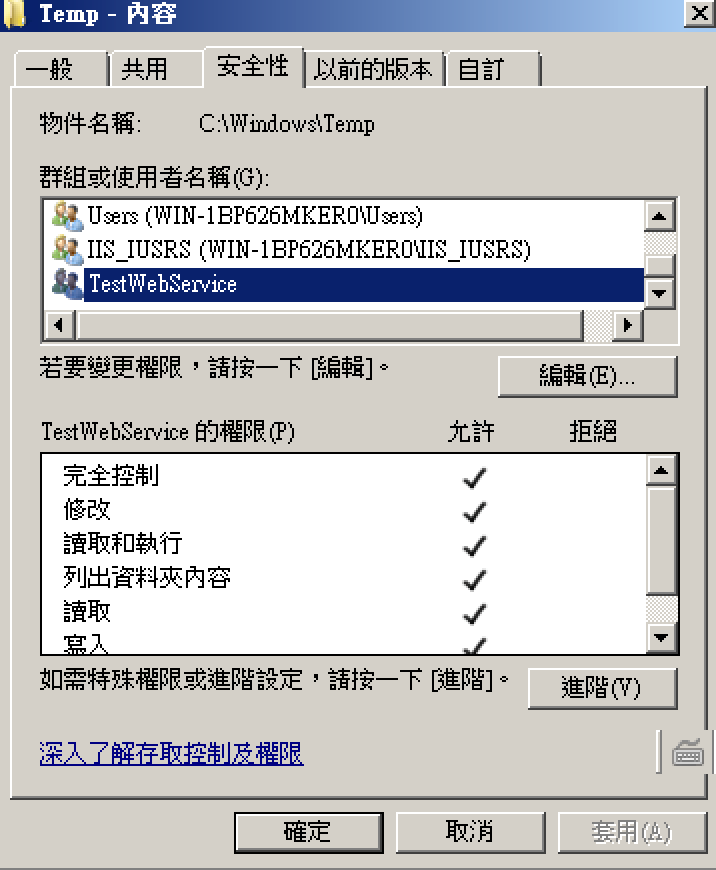 Temp - 內容
一般 共用 安全性 以前的版本 自訂
物件名稱: C:\Windows\Temp
群組或使用者名稱(G):
Users (WIN-1BP626MKER0\Users)
IIS_IUSRS (WIN-1BP626MKER0\IIS_IUSRS)
TestWebService
若要變更權限，請按一下 [編輯]。
編輯(E)...
TestWebService 的權限(P) 允許 拒絕
完全控制
修改
讀取和執行
列出資料夾內容
讀取
寫入
如需特殊權限或進階設定，請按一下 [進階]。
進階(V)
深入了解存取控制及權限
確定 取消 套用(A)